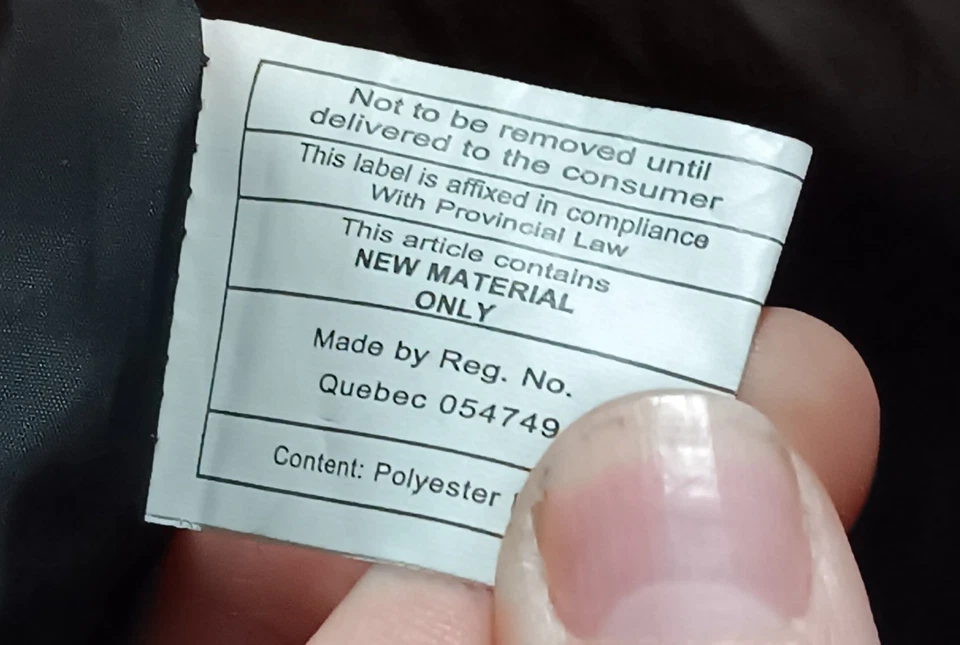 Not to be removed until
delivered to the consumer
This label is affixed in compliance
With Provincial Law
This article contains
NEW MATERIAL
ONLY
Made by Reg. No.
Quebec 054749
Content: Polyester